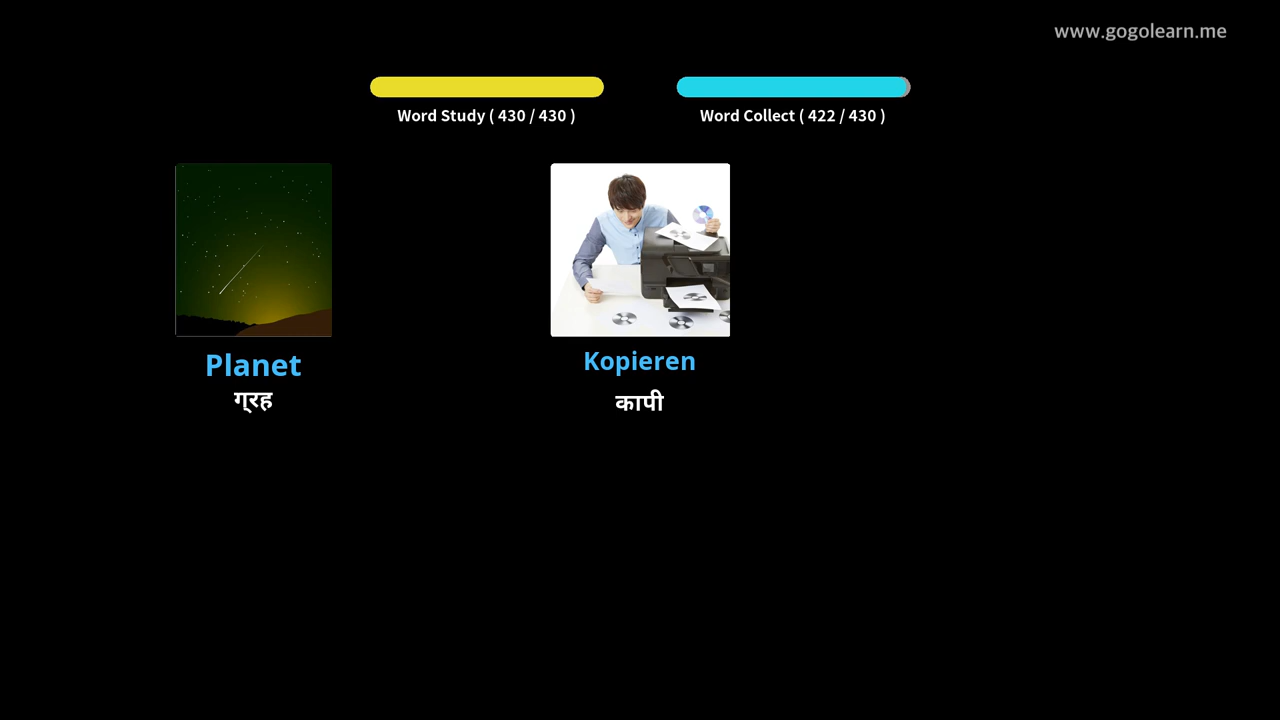 www.gogolearn.me
Word Study ( 430 / 430 )
Word Collect ( 422 / 430 )
Planet
ग्रह
Kopieren
कापी